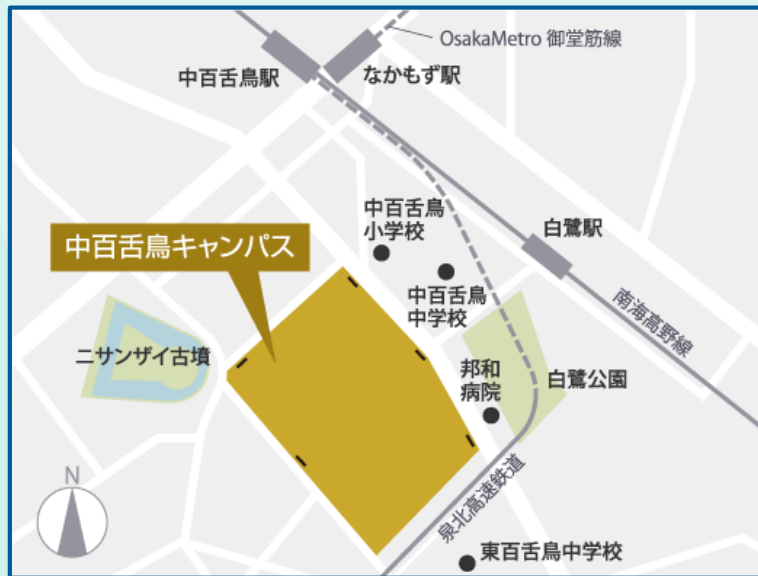 OsakaMetro 御堂筋線
中百舌鳥駅
なかもず駅
中百舌鳥
小学校
白鷺駅
中百舌鳥キャンパス
中百舌鳥
中学校
南海高野線
ニサンザイ古墳
邦和
病院
白鷺公園
泉北高速鉄道
N
東百舌鳥中学校